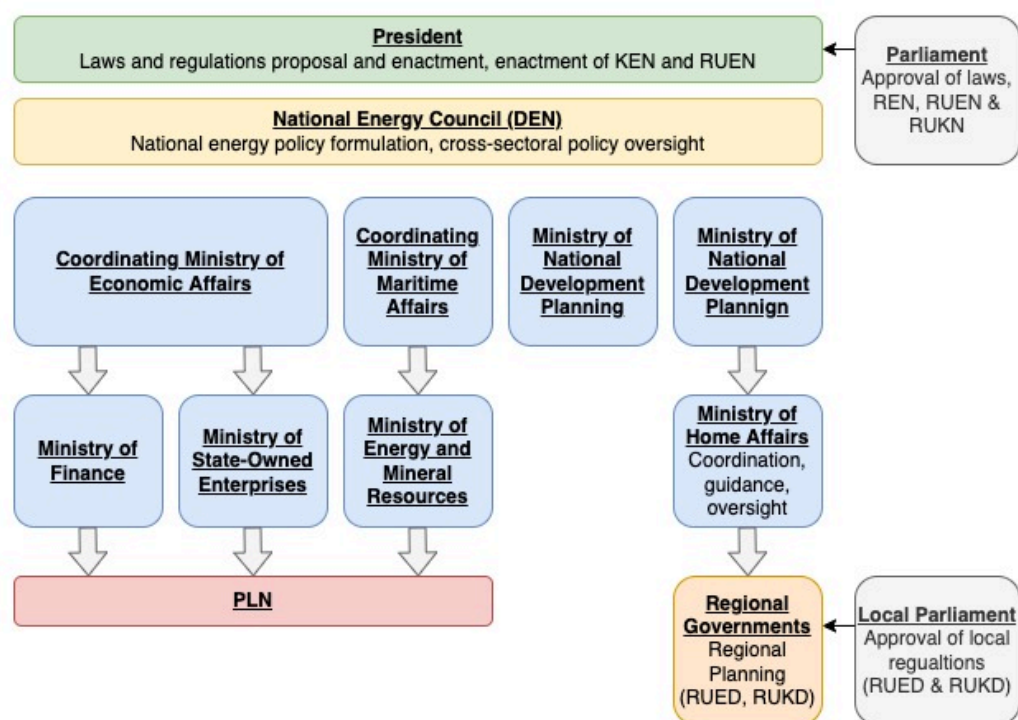 President
Laws and regulations proposal and enactment, enactment of KEN and RUEN
Parliament
Approval of laws,
REN, RUEN &
RUKN
National Energy Council (DEN)
National energy policy formulation, cross-sectoral policy oversight
Coordinating Ministry of
Economic Affairs
Coordinating
Ministry of
Maritime
Affairs
Ministry of
National
Development
Planning
Ministry of
National
Development
Plannign
Ministry of
Finance
Ministry of
State-Owned
Enterprises
Ministry of
Energy and
Mineral
Resources
Ministry of
Home Affairs
Coordination,
guidance,
oversight
PLN
Regional
Governments
Regional
Planning
(RUED, RUKD)
Local Parliament
Approval of local
regualtions
(RUED & RUKD)